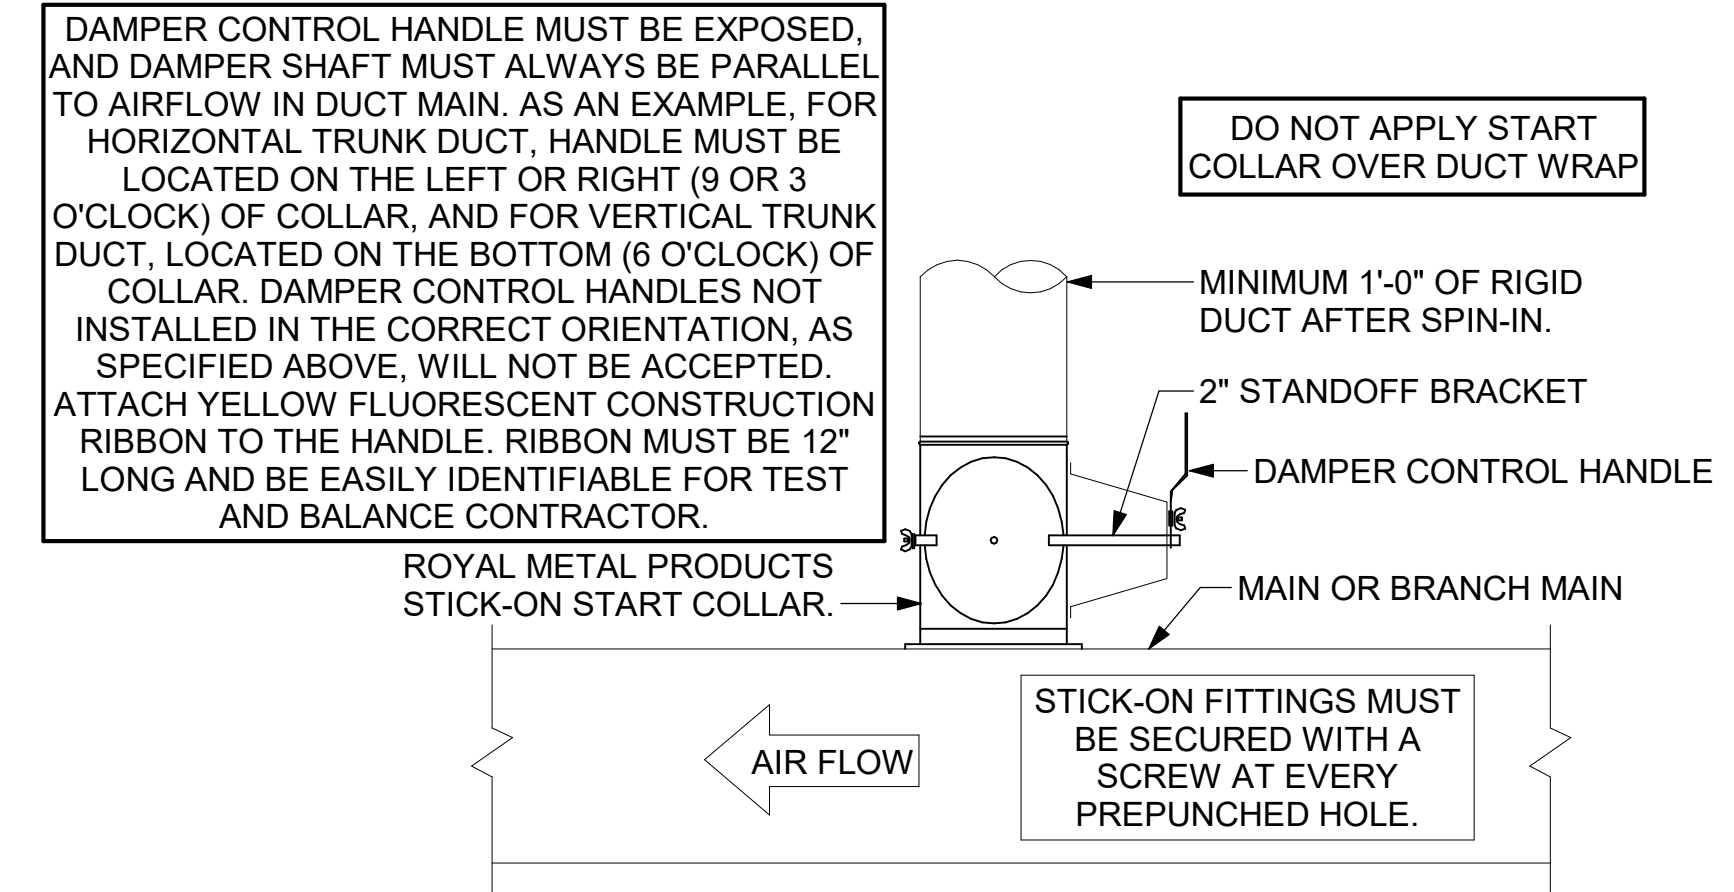 DAMPER CONTROL HANDLE MUST BE EXPOSED,
AND DAMPER SHAFT MUST ALWAYS BE PARALLEL
TO AIRFLOW IN DUCT MAIN. AS AN EXAMPLE, FOR
HORIZONTAL TRUNK DUCT, HANDLE MUST BE
LOCATED ON THE LEFT OR RIGHT (9 OR 3
O'CLOCK) OF COLLAR, AND FOR VERTICAL TRUNK
DUCT, LOCATED ON THE BOTTOM (6 O'CLOCK) OF
COLLAR. DAMPER CONTROL HANDLES NOT
INSTALLED IN THE CORRECT ORIENTATION, AS
SPECIFIED ABOVE, WILL NOT BE ACCEPTED.
ATTACH YELLOW FLUORESCENT CONSTRUCTION
RIBBON TO THE HANDLE. RIBBON MUST BE 12"
LONG AND BE EASILY IDENTIFIABLE FOR TEST
AND BALANCE CONTRACTOR.
DO NOT APPLY START
COLLAR OVER DUCT WRAP
MINIMUM 1'-0" OF RIGID
DUCT AFTER SPIN-IN.
2" STANDOFF BRACKET
DAMPER CONTROL HANDLE
ROYAL METAL PRODUCTS
STICK-ON START COLLAR.
MAIN OR BRANCH MAIN
STICK-ON FITTINGS MUST
BE SECURED WITH A
SCREW AT EVERY
PREPUNCHED HOLE.
AIR FLOW